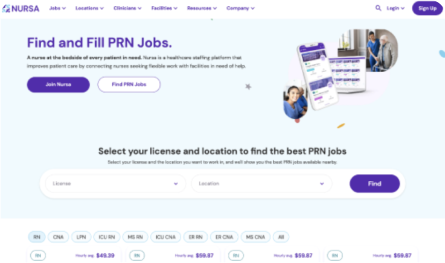 NURSA Jobs Locations Clinicians Facilities Resources Company Login Sign Up
Find and Fill PRN Jobs.
A nurse at the bedside of every patient in need. Nursa is a healthcare staffing platform that
improves patient care by connecting nurses seeking flexible work with facilities in need of help.
Join Nursa Find PRN Jobs
Select your license and location to find the best PRN jobs
Select your license and the location you want to work in, and we'll show you the best PRN jobs available nearby.
License Location Find
RN CNA LPN ICU RN MS RN ICU CNA ER RN ER CNA MS CNA All
RN Hourly avg. $49.39 RN Hourly avg. $59.87 RN Hourly avg. $59.87 RN Hourly avg. $59.87